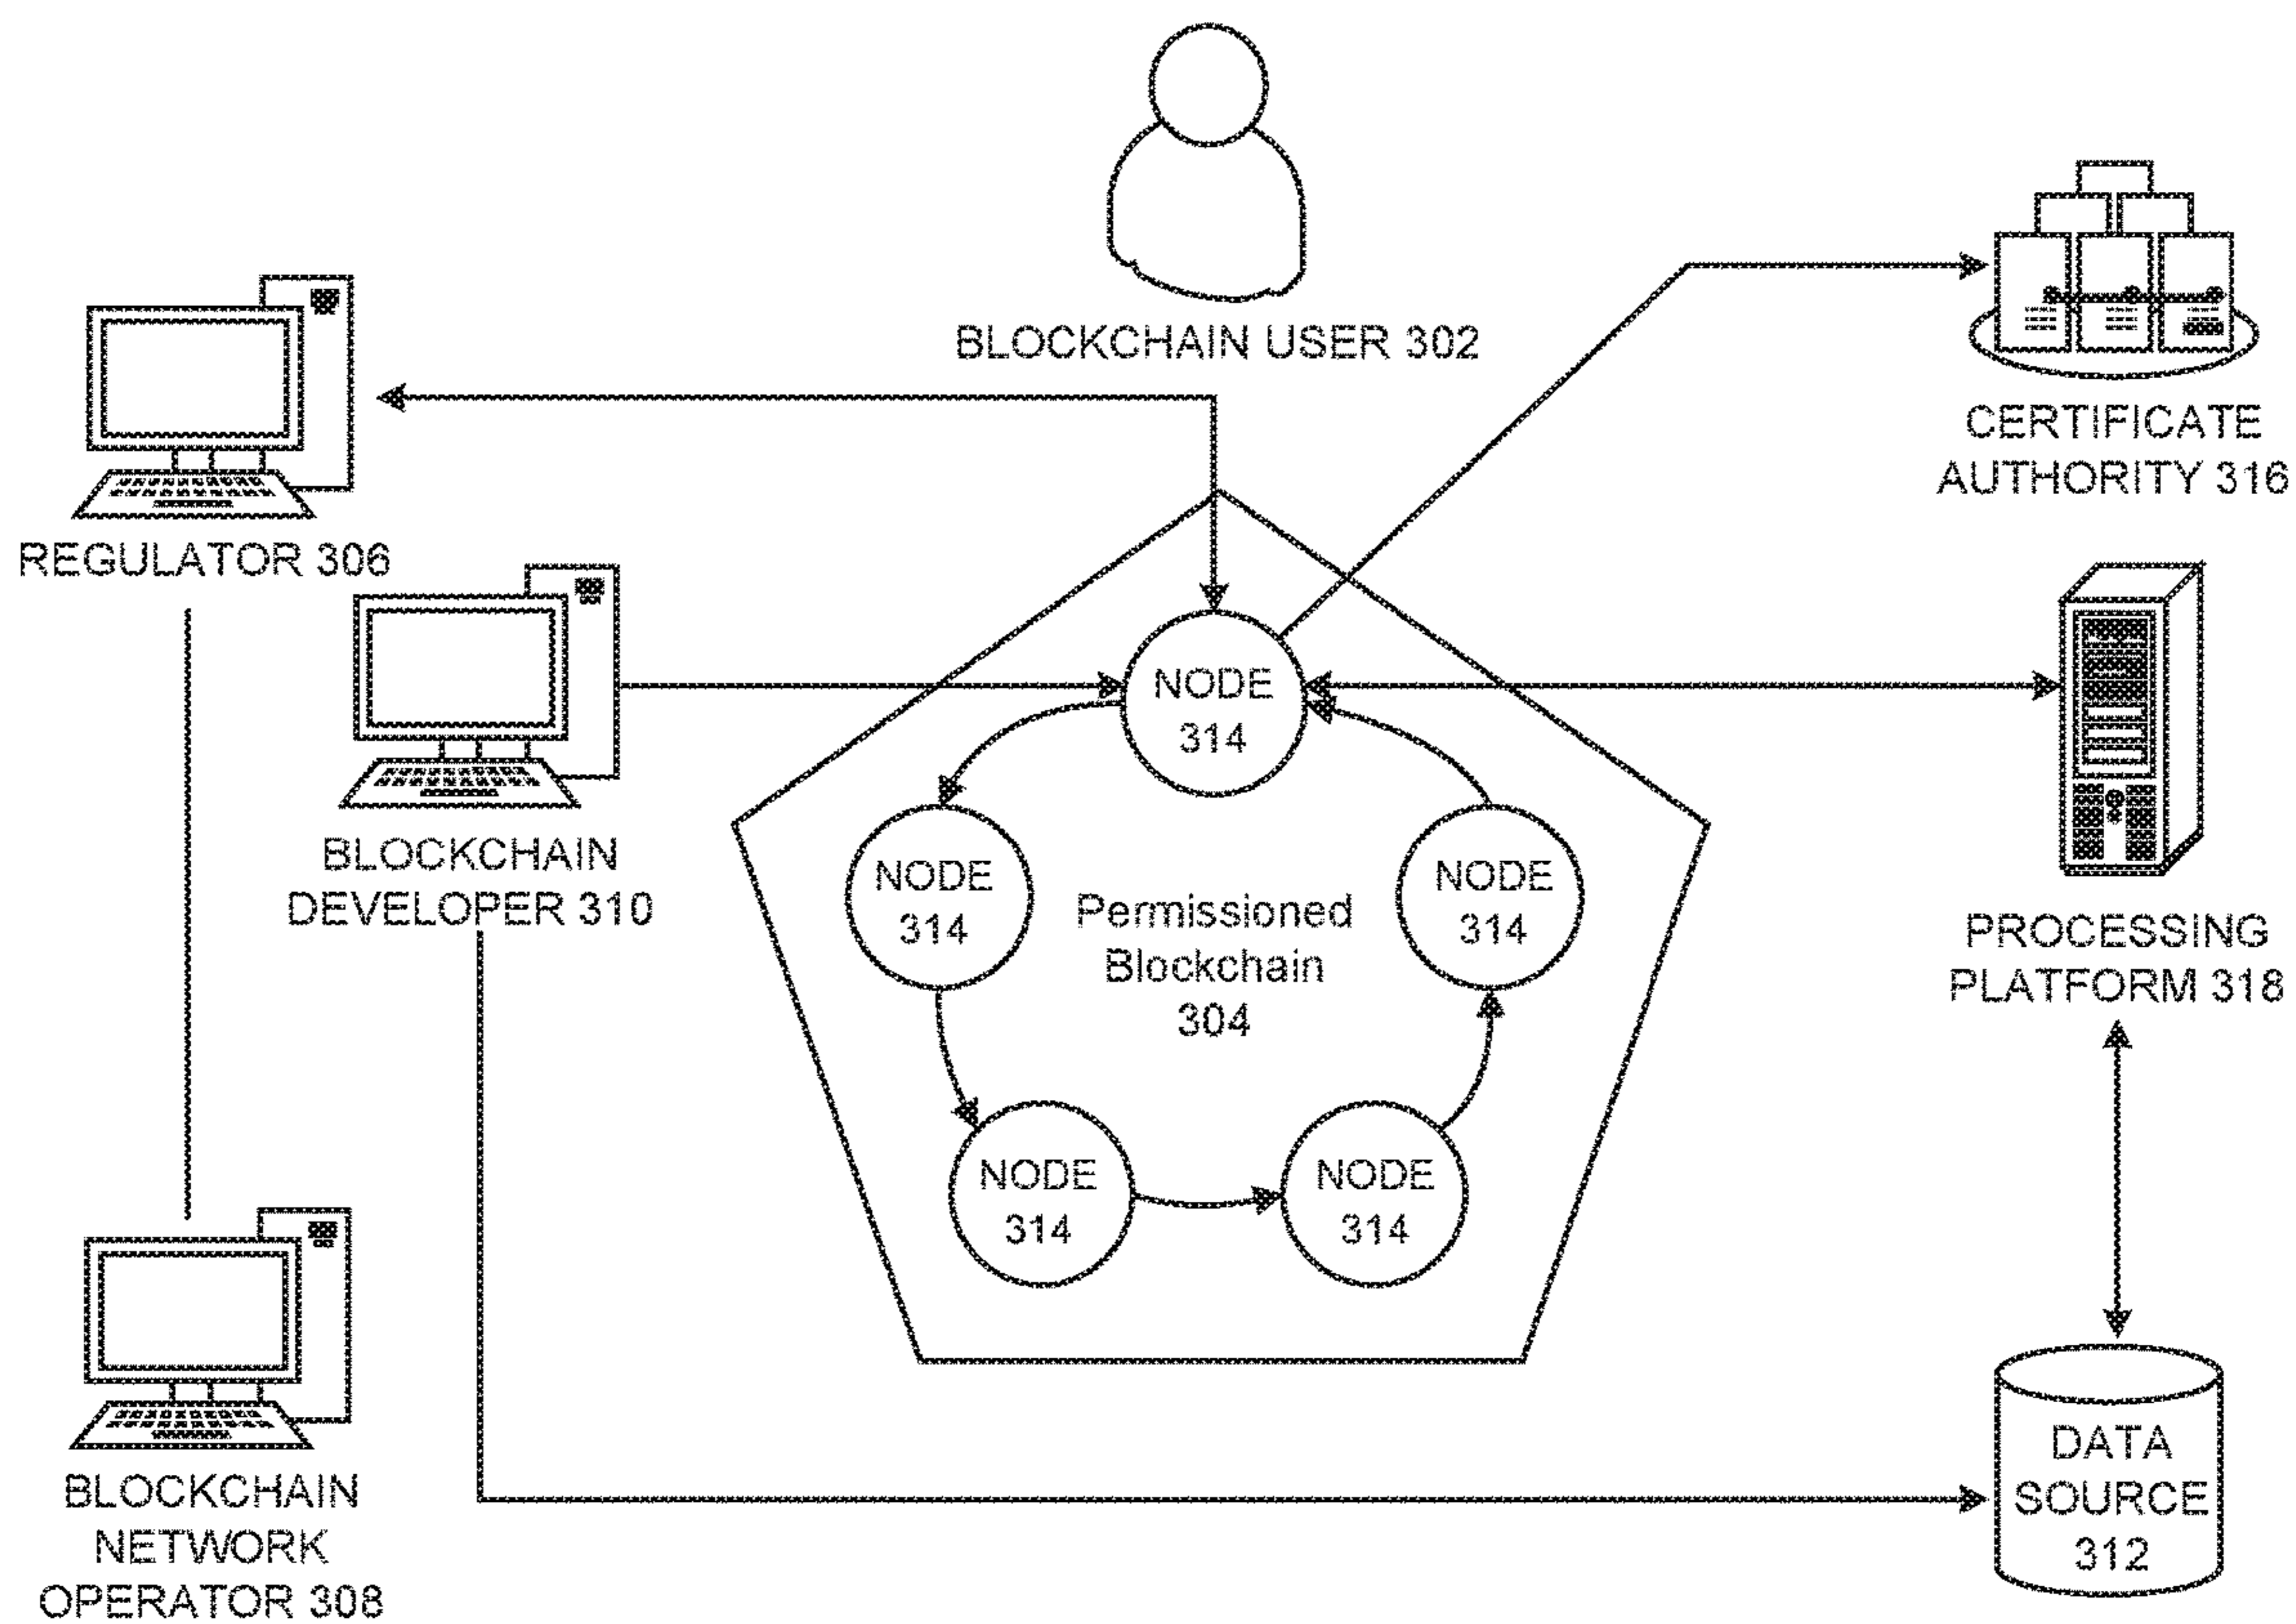 BLOCKCHAIN USER 302
CERTIFICATE
AUTHORITY 316
REGULATOR 306
NODE
314
BLOCKCHAIN
DEVELOPER 310
NODE
314
Permissioned
Blockchain
304
NODE
314
PROCESSING
PLATFORM 318
NODE
314
NODE
314
BLOCKCHAIN
NETWORK
OPERATOR 308
DATA
SOURCE
312